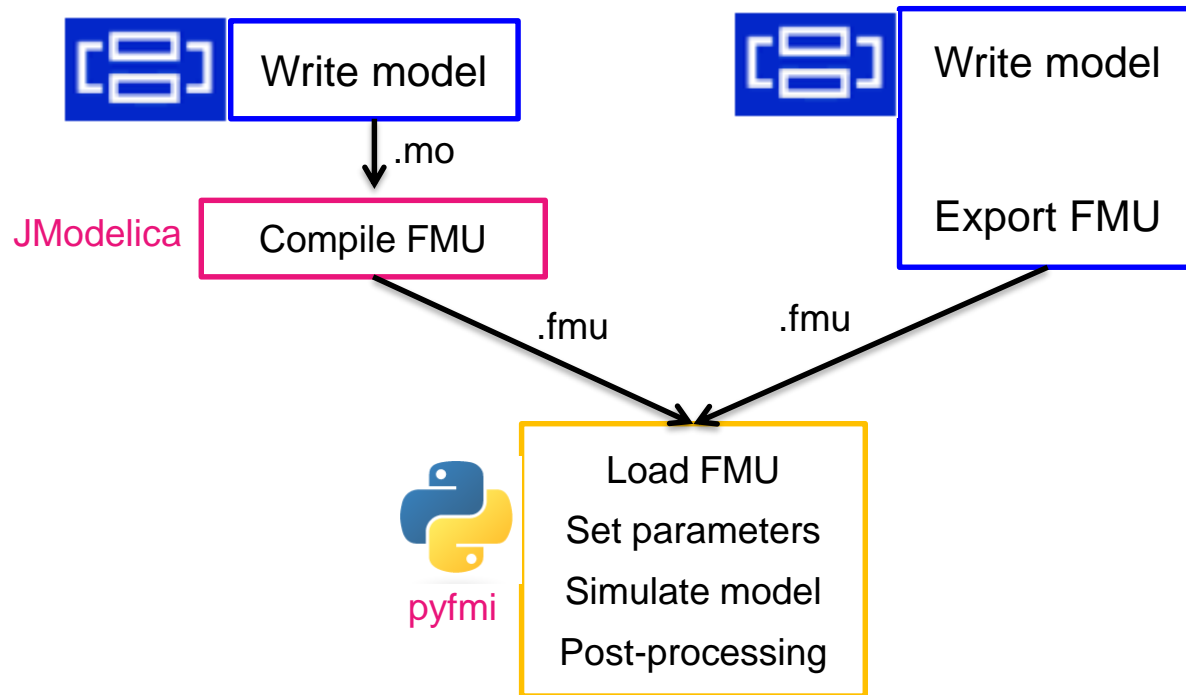 Write model
.mo
JModelica
Compile FMU
Write model
Export FMU
.fmu
.fmu
pyfmi
Load FMU
Set parameters
Simulate model
Post-processing